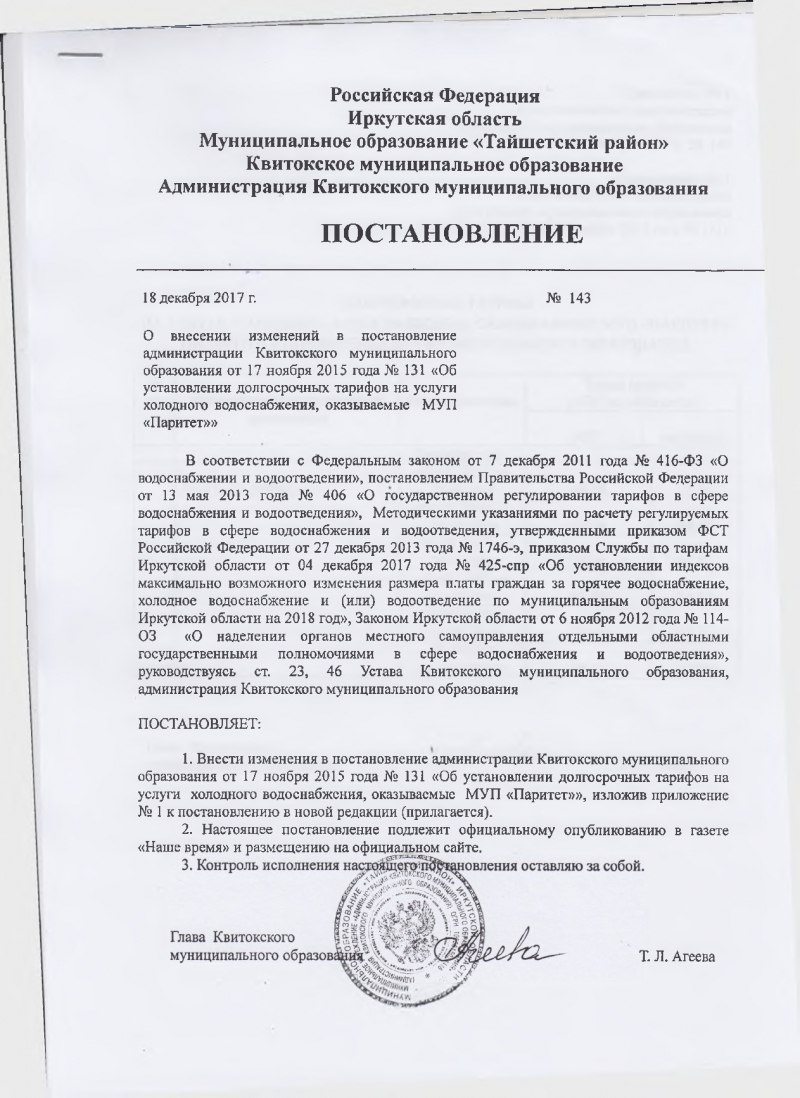 Российская Федерация
Иркутская область
Муниципальное образование «Тайшетский район»
Квитокское муниципальное образование
Администрация Квитокского муниципального образования
ПОСТАНОВЛЕНИЕ
18 декабря 2017 г. № 143
О внесении изменений в постановление
администрации Квитокского муниципального
образования от 17 ноября 2015 года № 131 «Об
установлении долгосрочных тарифов на услуги
холодного водоснабжения, оказываемые МУП
«Паритет»»
В соответствии с Федеральным законом от 7 декабря 2011 года № 416-ФЗ «О
водоснабжении и водоотведении», постановлением Правительства Российской Федерации
от 13 мая 2013 года № 406 «О государственном регулировании тарифов в сфере
водоснабжения и водоотведения», Методическими указаниями по расчету регулируемых
тарифов в сфере водоснабжения и водоотведения, утвержденными приказом ФСТ
Российской Федерации от 27 декабря 2013 года № 1746-э, приказом Службы по тарифам
Иркутской области от 04 декабря 2017 года № 425-спр «Об установлении индексов
максимально возможного изменения размера платы граждан за горячее водоснабжение,
холодное водоснабжение и (или) водоотведение по муниципальным образованиям
Иркутской области на 2018 год», Законом Иркутской области от 6 ноября 2012 года № 114-
ОЗ «О наделении органов местного самоуправления отдельными областными
государственными полномочиями в сфере водоснабжения и водоотведения»,
руководствуясь ст. 23, 46 Устава Квитокского муниципального образования,
администрация Квитокского муниципального образования
ПОСТАНОВЛЯЕТ:
1. Внести изменения в постановление администрации Квитокского муниципального
образования от 17 ноября 2015 года № 131 «Об установлении долгосрочных тарифов на
услуги холодного водоснабжения, оказываемые МУП «Паритет»», изложив приложение
№ 1 к постановлению в новой редакции (прилагается).
2. Настоящее постановление подлежит официальному опубликованию в газете
«Наше время» и размещению на официальном сайте.
3. Контроль исполнения настоящего постановления оставляю за собой.
Глава Квитокского
муниципального образования Агеева Т. Л. Агеева